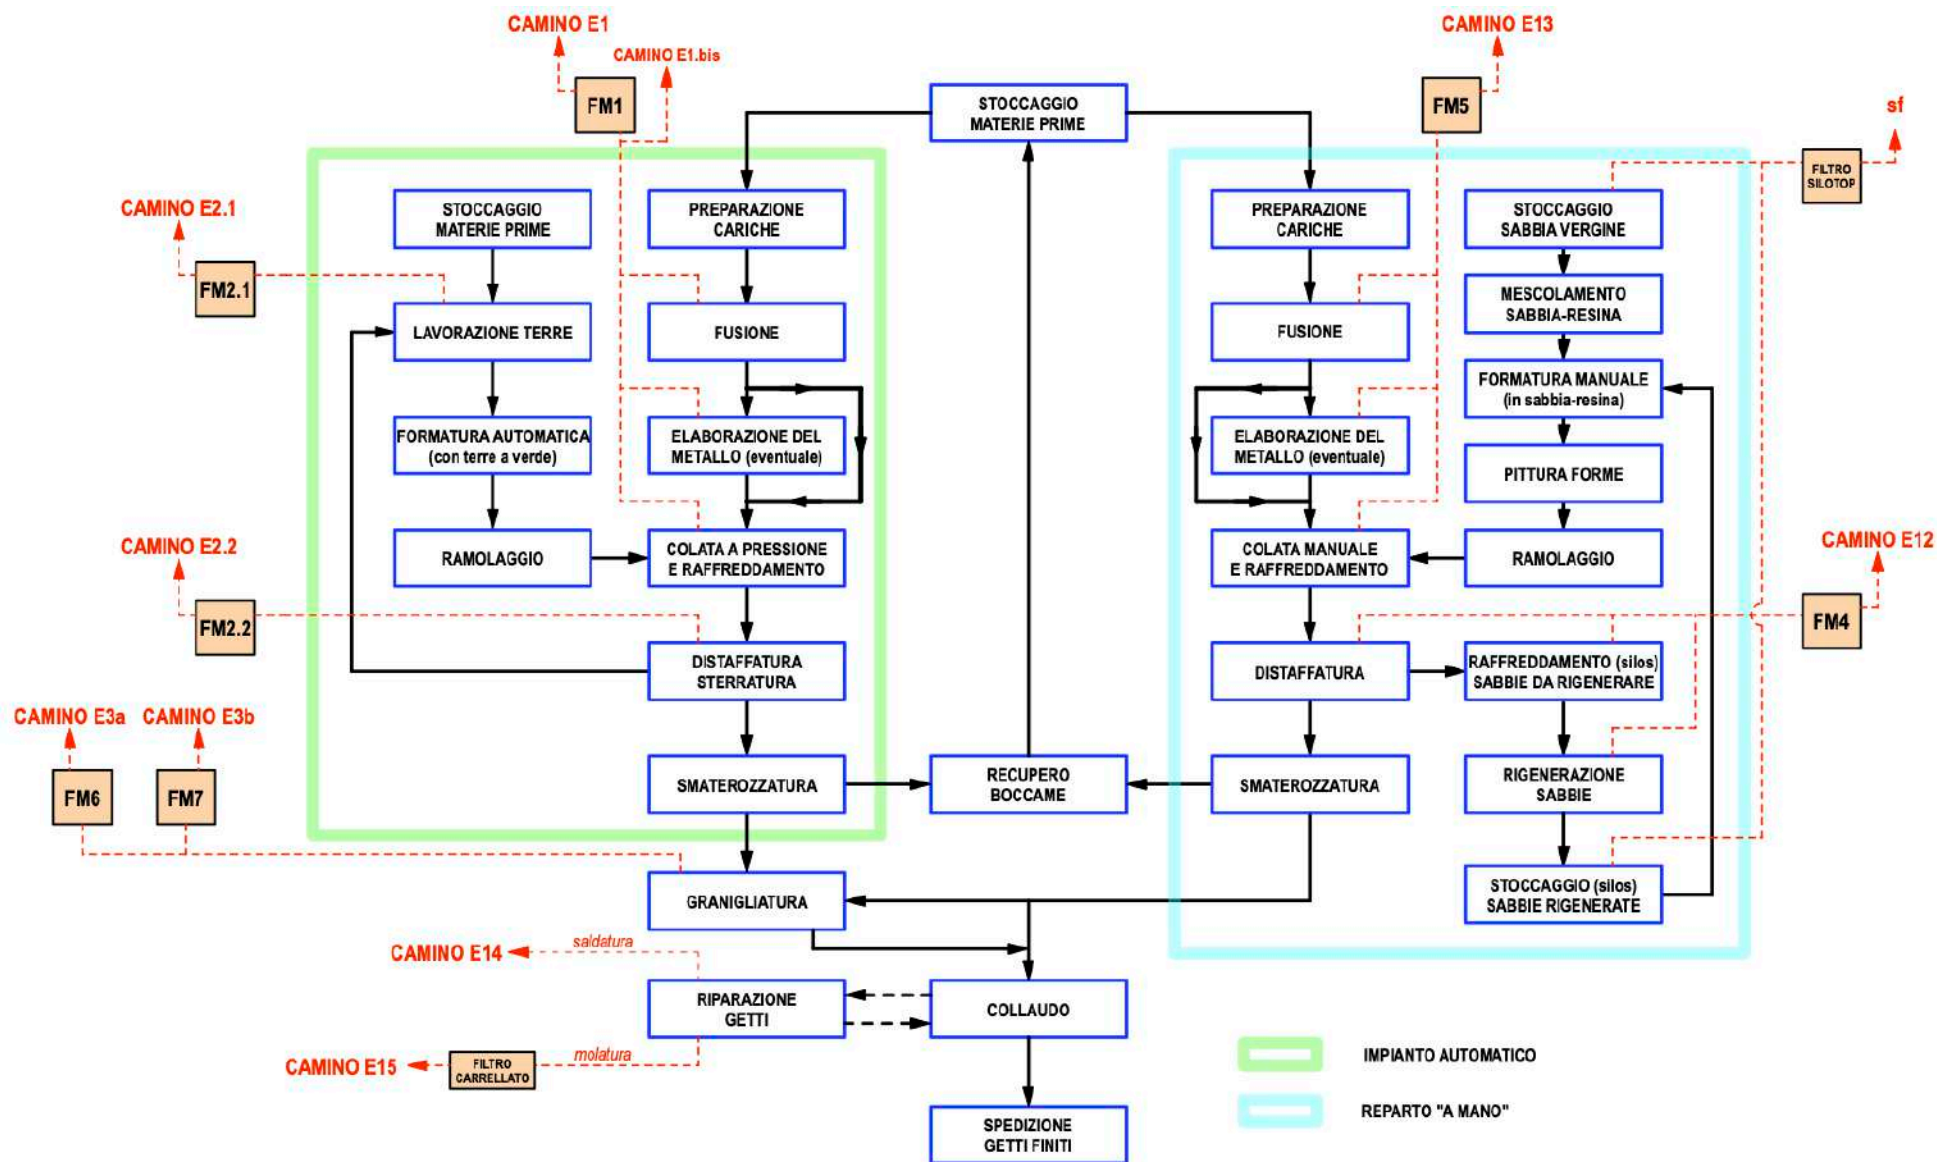 CAMINO E1
CAMINO E1.bis
CAMINO E13
FM1
STOCCAGGIO
MATERIE PRIME
FM5
sf
FILTRO
SILOTOP
CAMINO E2.1
STOCCAGGIO
MATERIE PRIME
PREPARAZIONE
CARICHE
PREPARAZIONE
CARICHE
STOCCAGGIO
SABBIA VERGINE
FM2.1
LAVORAZIONE TERRE
FUSIONE
FUSIONE
MESCOLAMENTO
SABBIA-RESINA
FORMATURA MANUALE
(in sabbia-resina)
FORMATURA AUTOMATICA
(con terre a verde)
ELABORAZIONE DEL
METALLO (eventuale)
ELABORAZIONE DEL
METALLO (eventuale)
PITTURA FORME
CAMINO E2.2
RAMOLAGGIO
COLATA A PRESSIONE
E RAFFREDDAMENTO
COLATA MANUALE
E RAFFREDDAMENTO
RAMOLAGGIO
CAMINO E12
FM2.2
FM4
DISTAFFATURA
STERRATURA
DISTAFFATURA
RAFFREDDAMENTO (silos)
SABBIE DA RIGENERARE
CAMINO E3a
CAMINO E3b
FM6
FM7
SMATEROZZATURA
RECUPERO
BOCCAME
SMATEROZZATURA
RIGENERAZIONE
SABBIE
GRANIGLIATURA
STOCCAGGIO (silos)
SABBIE RIGENERATE
CAMINO E14
saldatura
RIPARAZIONE
GETTI
COLLAUDO
CAMINO E15
FILTRO
CARRELLATO
molatura
IMPIANTO AUTOMATICO
REPARTO "A MANO"
SPEDIZIONE
GETTI FINITI